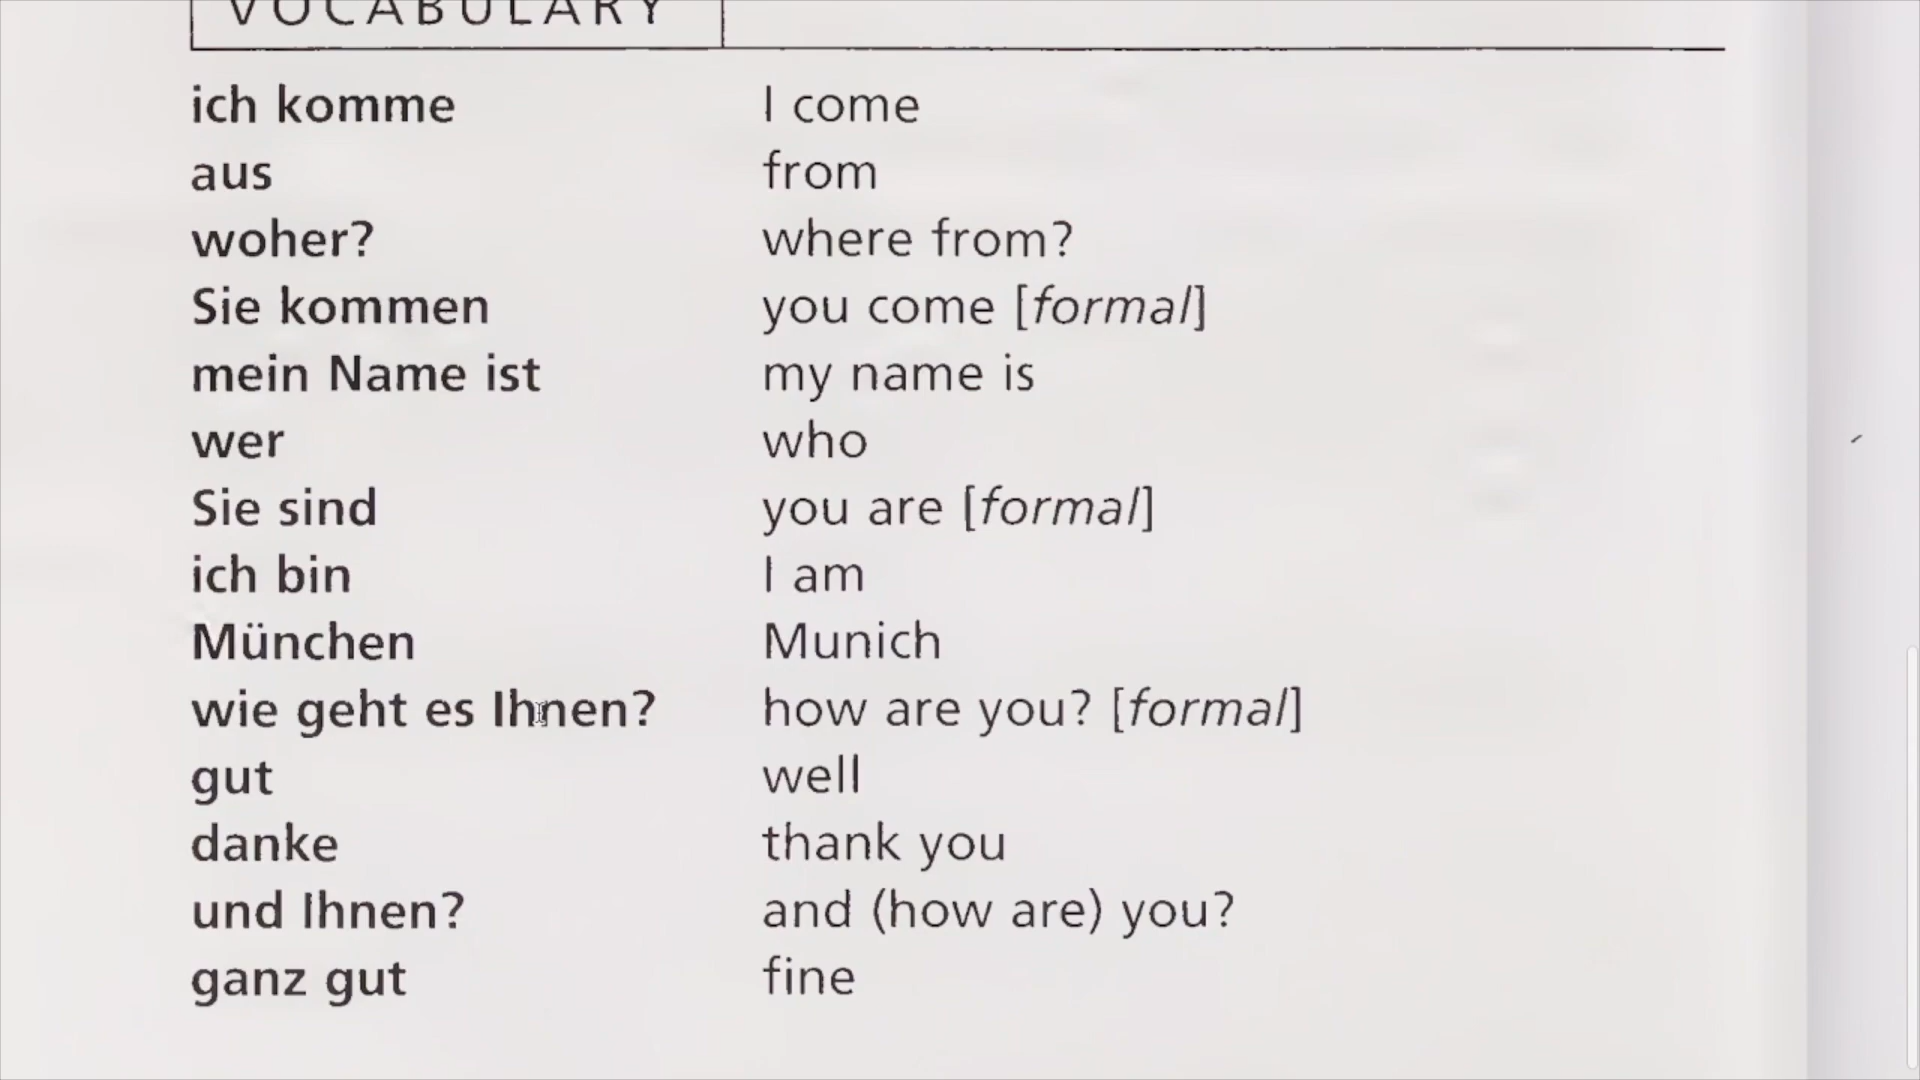 VOCABULARY
ich komme I come
aus from
woher? where from?
Sie kommen you come [formal]
mein Name ist my name is
wer who
Sie sind you are [formal]
ich bin I am
München Munich
wie geht es Ihnen? how are you? [formal]
gut well
danke thank you
und Ihnen? and (how are) you?
ganz gut fine